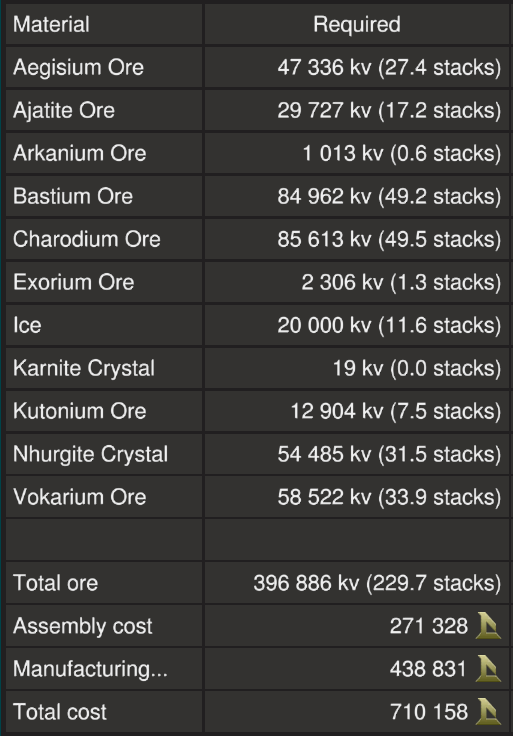 Material Required
Aegisium Ore 47 336 kv (27.4 stacks)
Ajatite Ore 29 727 kv (17.2 stacks)
Arkanium Ore 1 013 kv (0.6 stacks)
Bastium Ore 84 962 kv (49.2 stacks)
Charodium Ore 85 613 kv (49.5 stacks)
Exorium Ore 2 306 kv (1.3 stacks)
Ice 20 000 kv (11.6 stacks)
Karnite Crystal 19 kv (0.0 stacks)
Kutonium Ore 12 904 kv (7.5 stacks)
Nhurgite Crystal 54 485 kv (31.5 stacks)
Vokarium Ore 58 522 kv (33.9 stacks)
Total ore 396 886 kv (229.7 stacks)
Assembly cost 271 328
Manufacturing... 438 831
Total cost 710 158